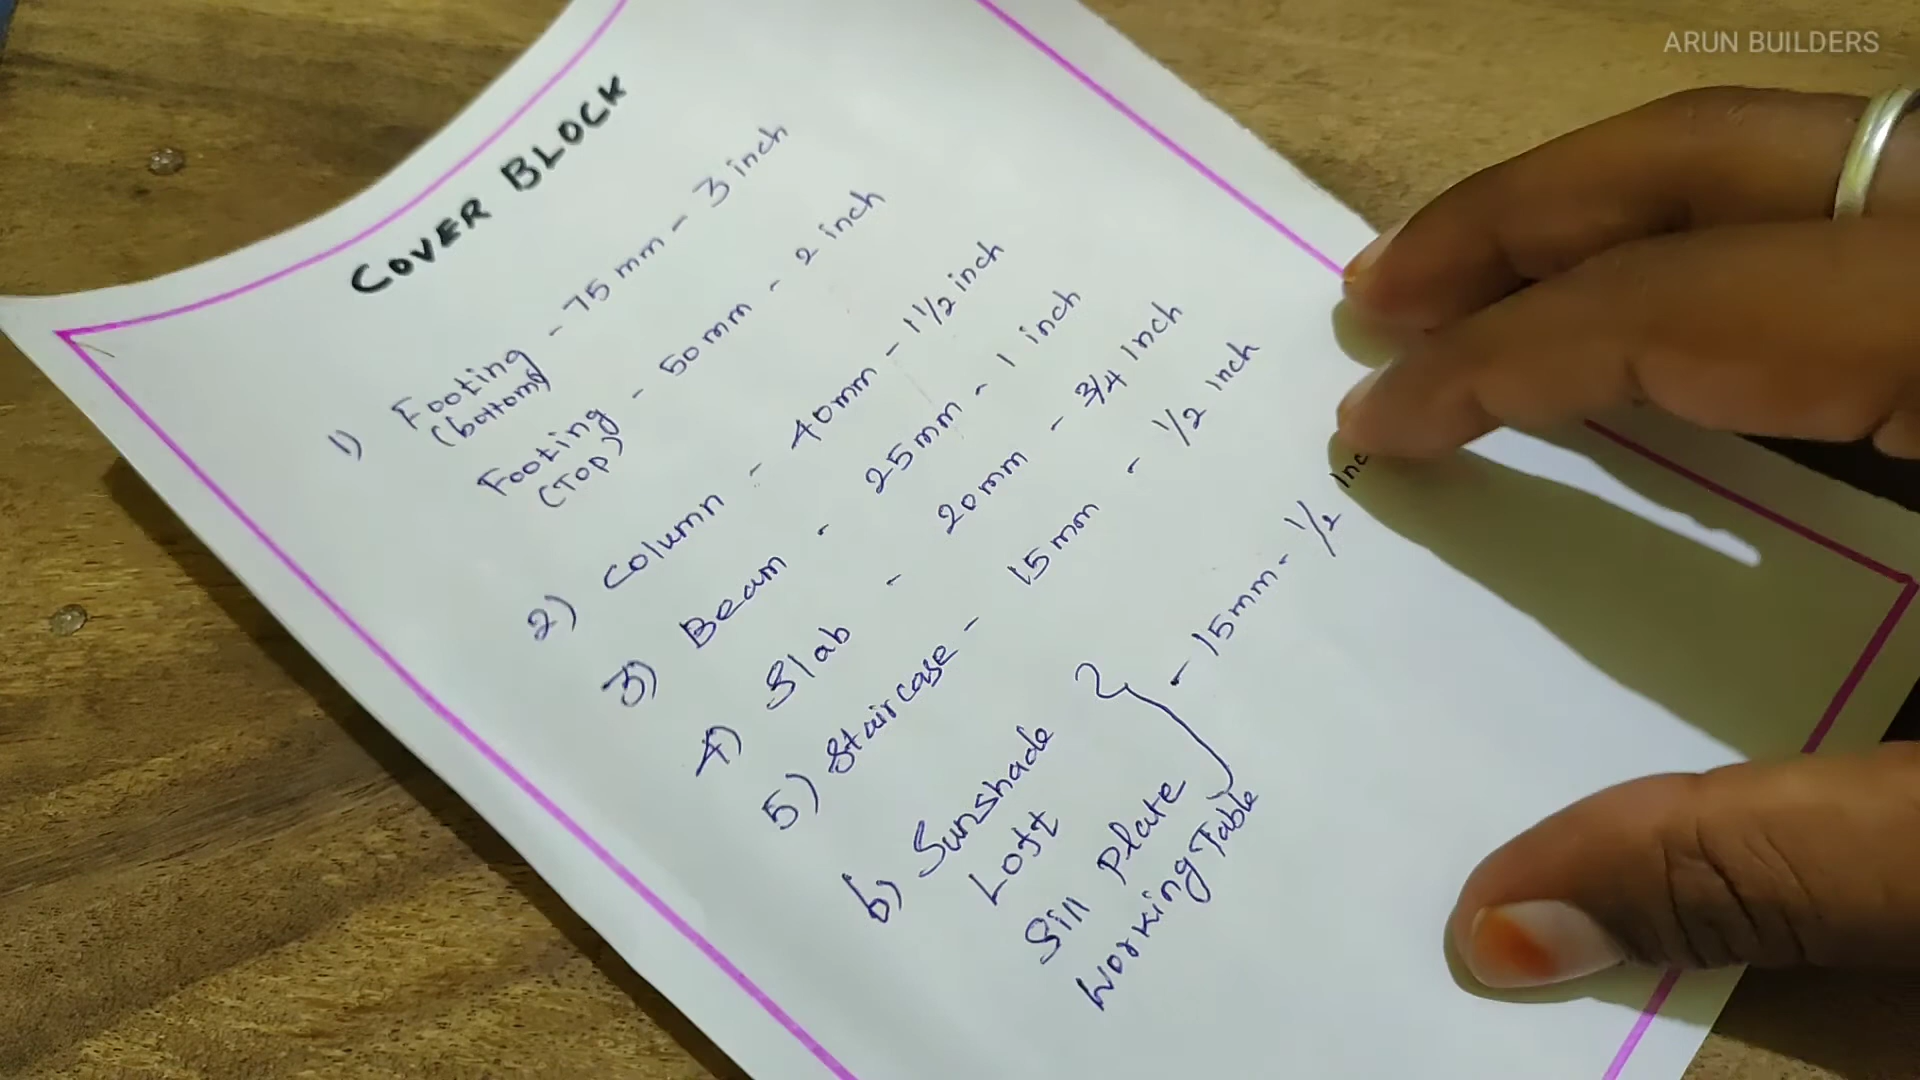 ARUN BUILDERS
COVER BLOCK
1) Footing - 75 mm - 3 inch
(bottom)
Footing - 50 mm - 2 inch
(Top)
2) Column - 40mm - 1 1/2 inch
3) Beam - 25mm - 1 inch
4) Slab - 20mm - 3/4 inch
5) Staircase - 15mm - 1/2 inch
6) Sunshade
Loft
Sill Plate
Working Table
} - 15mm - 1/2 Inc